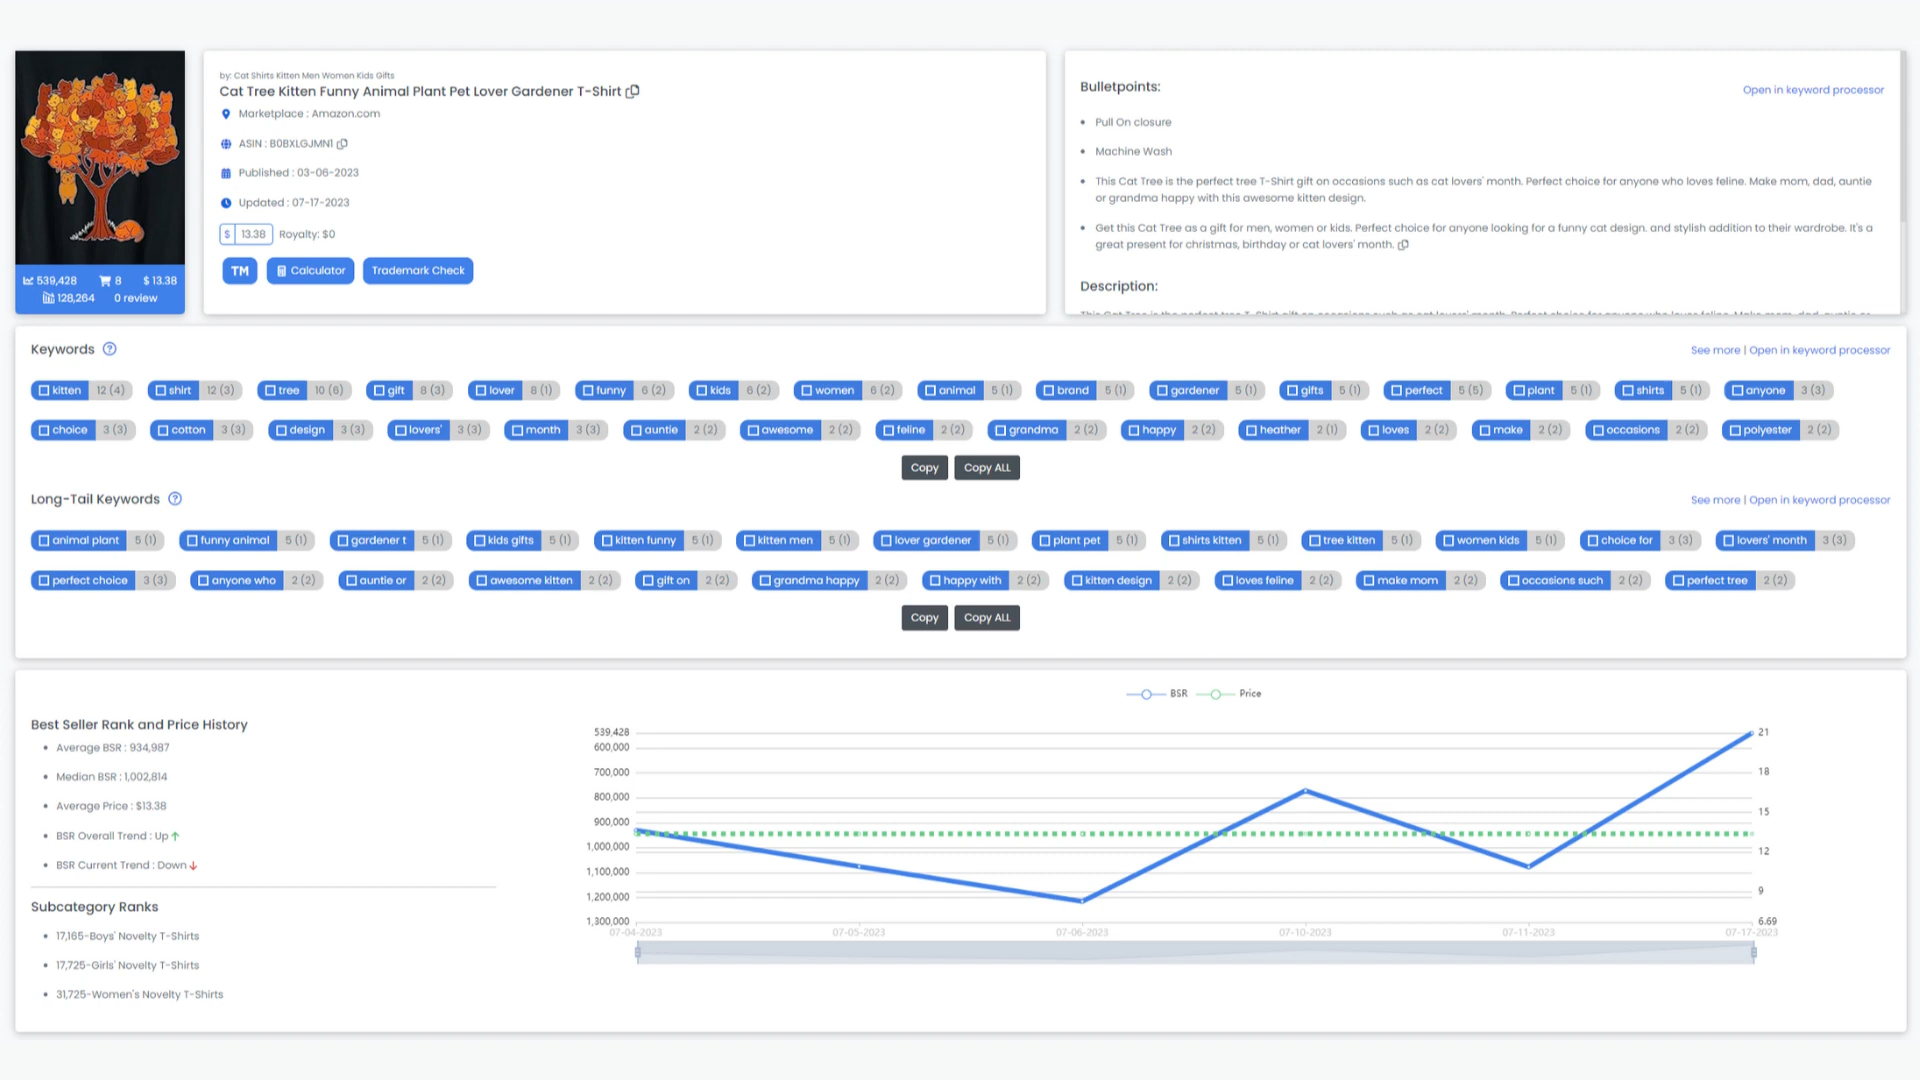 by: Cat Shirts Kitten Men Women Kids Gifts
Cat Tree Kitten Funny Animal Plant Pet Lover Gardener T-Shirt
Marketplace : Amazon.com
ASIN : B0BXLGJMN1
Published : 03-06-2023
Updated : 07-17-2023
$ 13.38 Royalty: $0
TM Calculator Trademark Check
539,428 8 $ 13.38
128,264 0 review
Bulletpoints:
Open in keyword processor
Pull On closure
Machine Wash
This Cat Tree is the perfect tree T-Shirt gift on occasions such as cat lovers' month. Perfect choice for anyone who loves feline. Make mom, dad, auntie
or grandma happy with this awesome kitten design.
Get this Cat Tree as a gift for men, women or kids. Perfect choice for anyone looking for a funny cat design. and stylish addition to their wardrobe. It's a
great present for christmas, birthday or cat lovers' month.
Description:
Keywords
See more | Open in keyword processor
kitten 12 (4) shirt 12 (3) tree 10 (6) gift 8 (3) lover 8 (1) funny 6 (2) kids 6 (2) women 6 (2) animal 5 (1) brand 5 (1) gardener 5 (1) gifts 5 (1) perfect 5 (5) plant 5 (1) shirts 5 (1) anyone 3 (3)
choice 3 (3) cotton 3 (3) design 3 (3) lovers' 3 (3) month 3 (3) auntie 2 (2) awesome 2 (2) feline 2 (2) grandma 2 (2) happy 2 (2) heather 2 (1) loves 2 (2) make 2 (2) occasions 2 (2) polyester 2 (2)
Copy Copy ALL
Long-Tail Keywords
See more | Open in keyword processor
animal plant 5 (1) funny animal 5 (1) gardener t 5 (1) kids gifts 5 (1) kitten funny 5 (1) kitten men 5 (1) lover gardener 5 (1) plant pet 5 (1) shirts kitten 5 (1) tree kitten 5 (1) women kids 5 (1) choice for 3 (3) lovers' month 3 (3)
perfect choice 3 (3) anyone who 2 (2) auntie or 2 (2) awesome kitten 2 (2) gift on 2 (2) grandma happy 2 (2) happy with 2 (2) kitten design 2 (2) loves feline 2 (2) make mom 2 (2) occasions such 2 (2) perfect tree 2 (2)
Copy Copy ALL
Best Seller Rank and Price History
Average BSR : 934,987
Median BSR : 1,002,814
Average Price : $13.38
BSR Overall Trend : Up
BSR Current Trend : Down
Subcategory Ranks
17,165-Boys' Novelty T-Shirts
17,725-Girls' Novelty T-Shirts
31,725-Women's Novelty T-Shirts
BSR Price
539,428
600,000
700,000
800,000
900,000
1,000,000
1,100,000
1,200,000
1,300,000
21
18
15
12
9
6.69
07-04-2023 07-05-2023 07-06-2023 07-10-2023 07-11-2023 07-17-2023